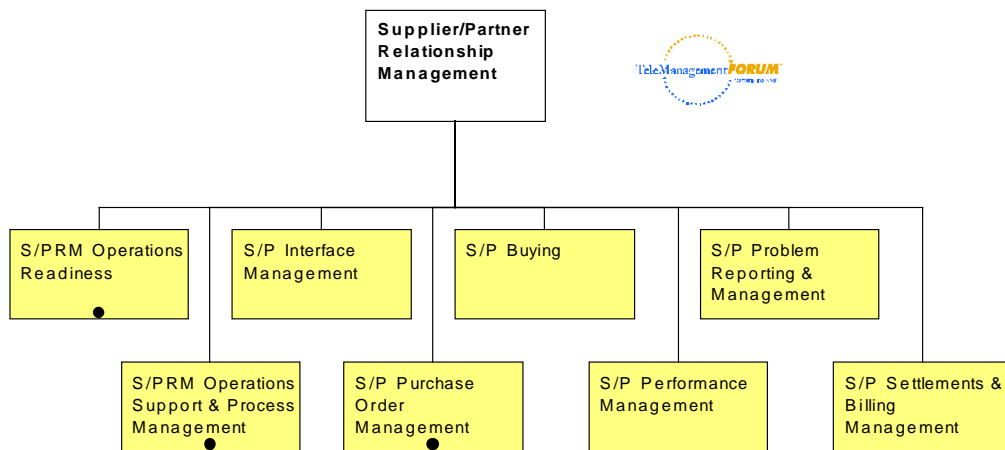 Supplier/Partner
Relationship
Management
TeleManagement FORUM
S/PRM Operations
Readiness
S/P Interface
Management
S/P Buying
S/P Problem
Reporting &
Management
S/PRM Operations
Support & Process
Management
S/P Purchase
Order
Management
S/P Performance
Management
S/P Settlements &
Billing
Management